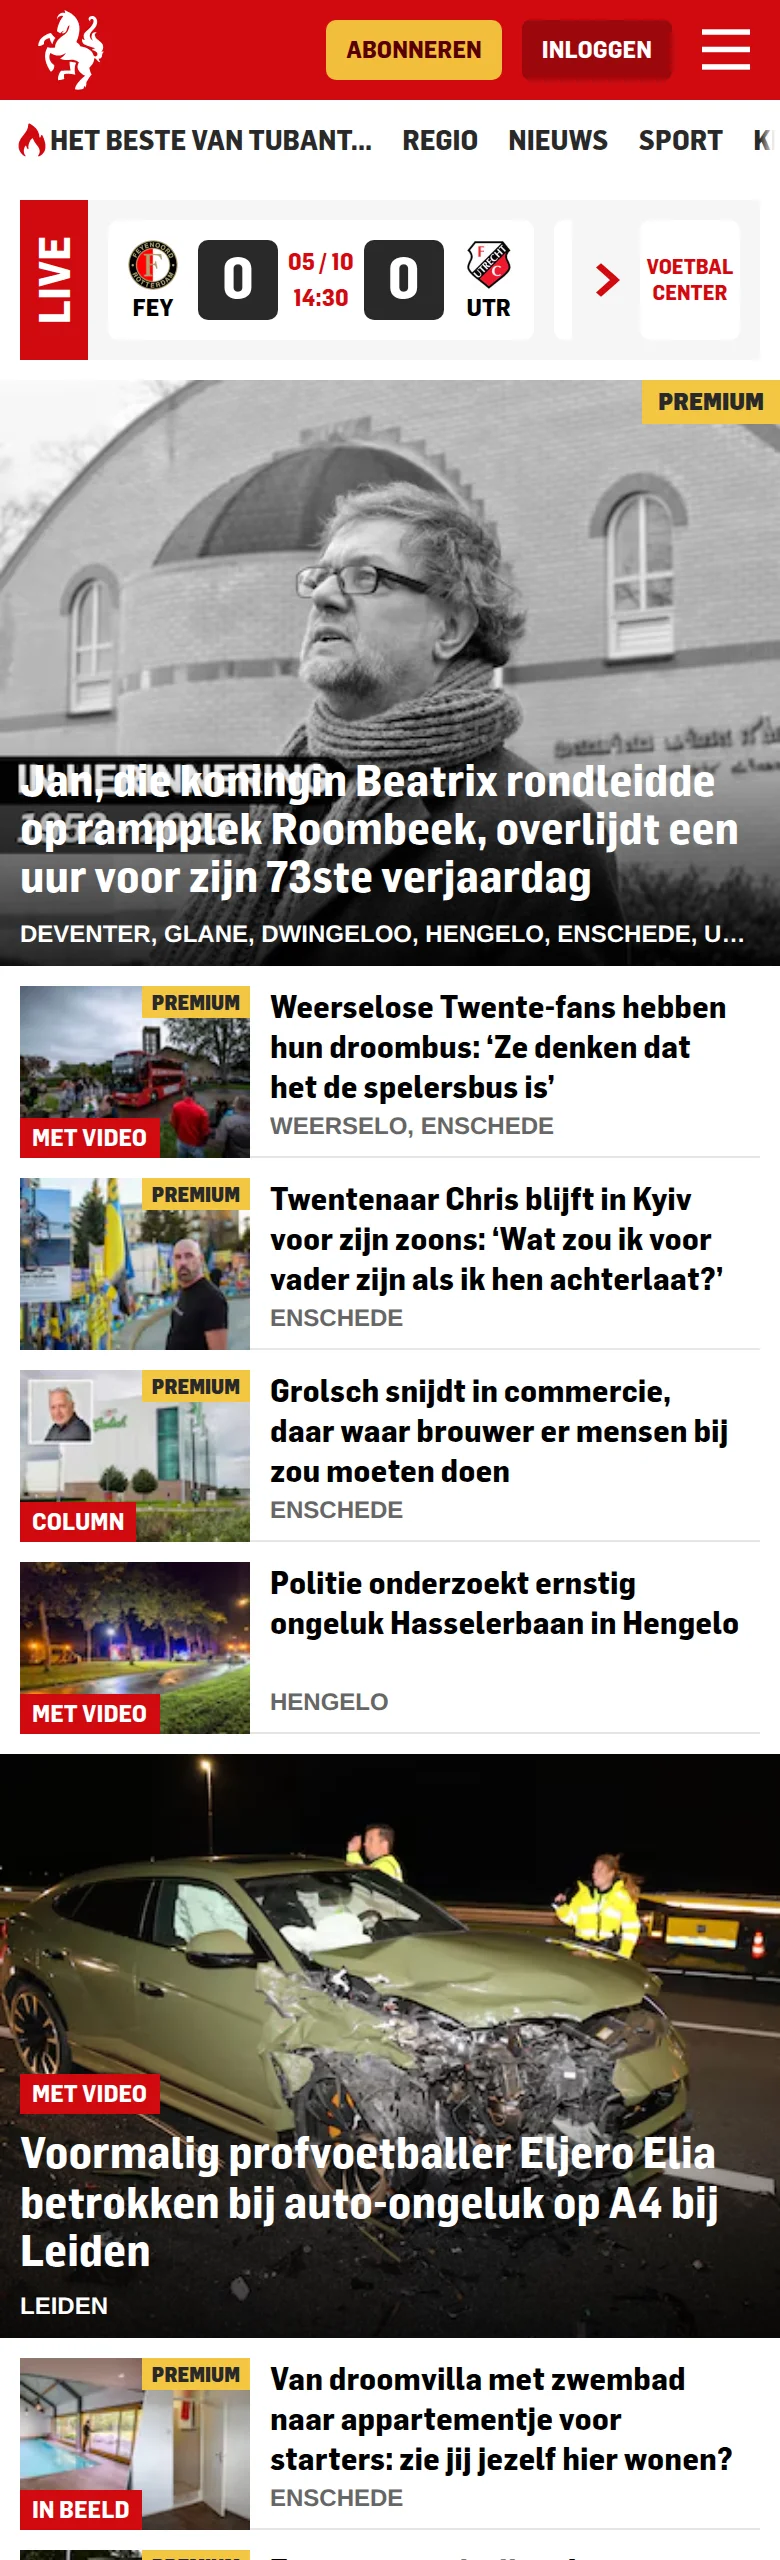 ABONNEREN
INLOGGEN
HET BESTE VAN TUBANT... REGIO NIEUWS SPORT
LIVE
FEY
0
05 / 10
14:30
0
UTR
VOETBAL
CENTER
PREMIUM
IN HERINNERING
Jan, die koningin Beatrix rondleidde
op rampplek Roombeek, overlijdt een
uur voor zijn 73ste verjaardag
DEVENTER, GLANE, DWINGELOO, HENGELO, ENSCHEDE, U...
PREMIUM
MET VIDEO
Weerselose Twente-fans hebben
hun droombus: ‘Ze denken dat
het de spelersbus is’
WEERSELO, ENSCHEDE
PREMIUM
Twentenaar Chris blijft in Kyiv
voor zijn zoons: ‘Wat zou ik voor
vader zijn als ik hen achterlaat?’
ENSCHEDE
PREMIUM
COLUMN
Grolsch snijdt in commercie,
daar waar brouwer er mensen bij
zou moeten doen
ENSCHEDE
MET VIDEO
Politie onderzoekt ernstig
ongeluk Hasselerbaan in Hengelo
HENGELO
MET VIDEO
Voormalig profvoetballer Eljero Elia
betrokken bij auto-ongeluk op A4 bij
Leiden
LEIDEN
PREMIUM
IN BEELD
Van droomvilla met zwembad
naar appartementje voor
starters: zie jij jezelf hier wonen?
ENSCHEDE